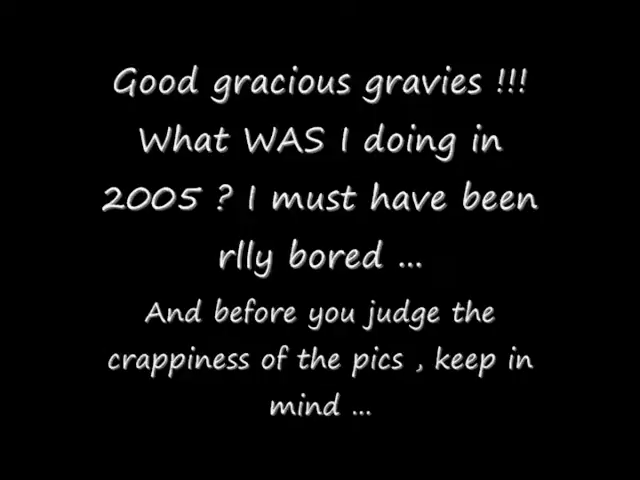 Good gracious gravies !!!
What WAS I doing in
2005 ? I must have been
rlly bored ...
And before you judge the
crappiness of the pics , keep in
mind ...